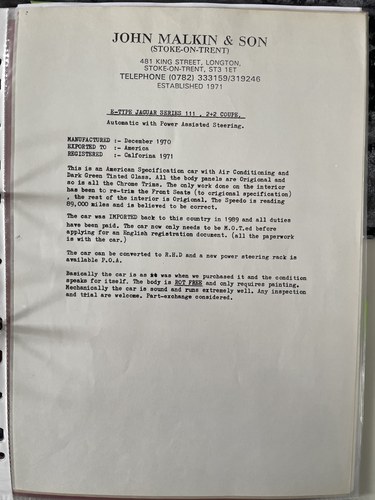 JOHN MALKIN & SON
(STOKE-ON-TRENT)
481 KING STREET, LONGTON,
STOKE-ON-TRENT, ST3 1ET
TELEPHONE (0782) 333159/319246
ESTABLISHED 1971
E-TYPE JAGUAR SERIES 111 . 2+2 COUPE.
Automatic with Power Assisted Steering.
MANUFACTURED :- December 1970
EXPORTED TO :- America
REGISTERED :- Calforina 1971
This is an American Specification car with Air Conditioning and
Dark Green Tinted Glass. All the body panels are Origional and
so is all the Chrome Trims. The only work done on the interior
has been to re-trim the Front Seats (to origional specification)
, the rest of the interior is Origional. The Speedo is reading
89,000 miles and is believed to be correct.
The car was IMPORTED back to this country in 1989 and all duties
have been paid. The car now only needs to be M.O.T,ed before
applying for an English registration document. (all the paperwork
is with the car.)
The car can be converted to R.H.D and a new power steering rack is
available P.O.A.
Basically the car is as it was when we purchased it and the condition
speaks for itself. The body is ROT FREE and only requires painting.
Mechanically the car is sound and runs extremely well. Any inspection
and trial are welcome. Part-exchange considered.